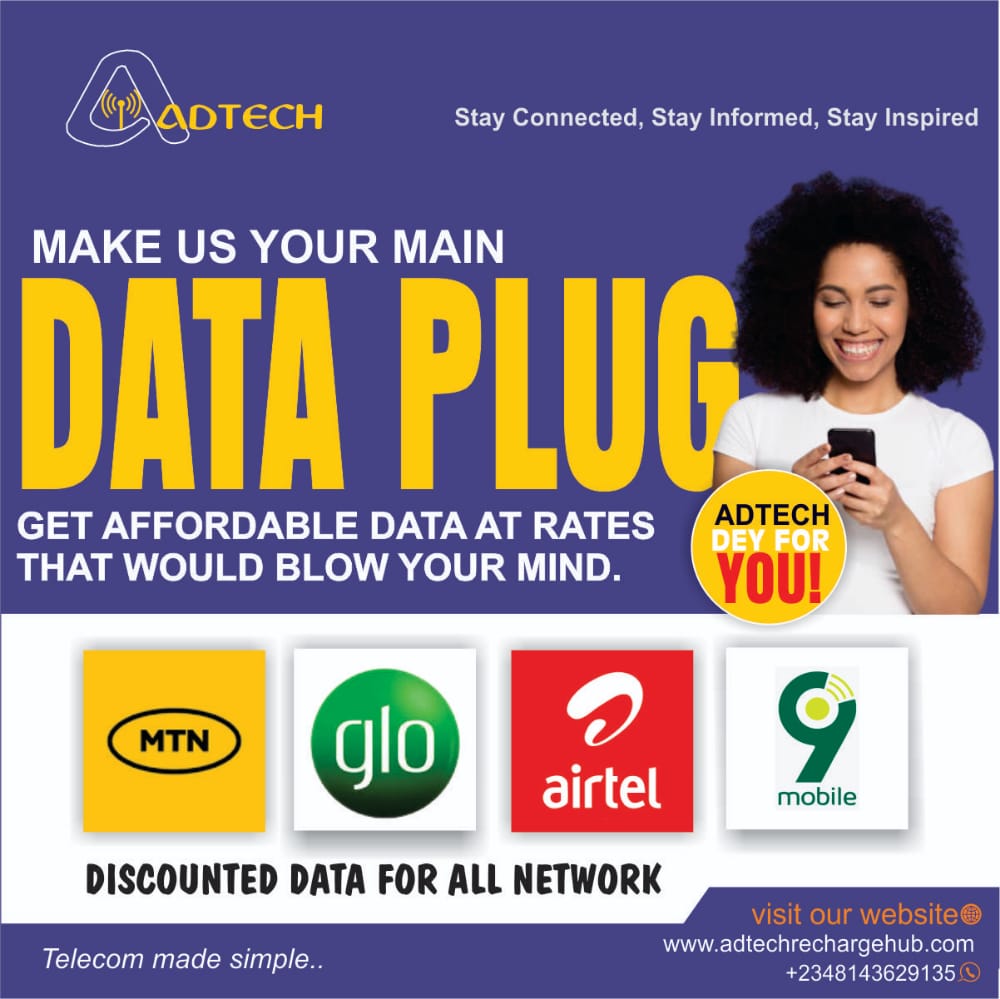 ADTECH
Stay Connected, Stay Informed, Stay Inspired
MAKE US YOUR MAIN
DATA PLUG
GET AFFORDABLE DATA AT RATES
THAT WOULD BLOW YOUR MIND.
ADTECH
DEY FOR
YOU!
MTN
glo
airtel
9
mobile
DISCOUNTED DATA FOR ALL NETWORK
visit our website
www.adtechrechargehub.com
+2348143629135
Telecom made simple..